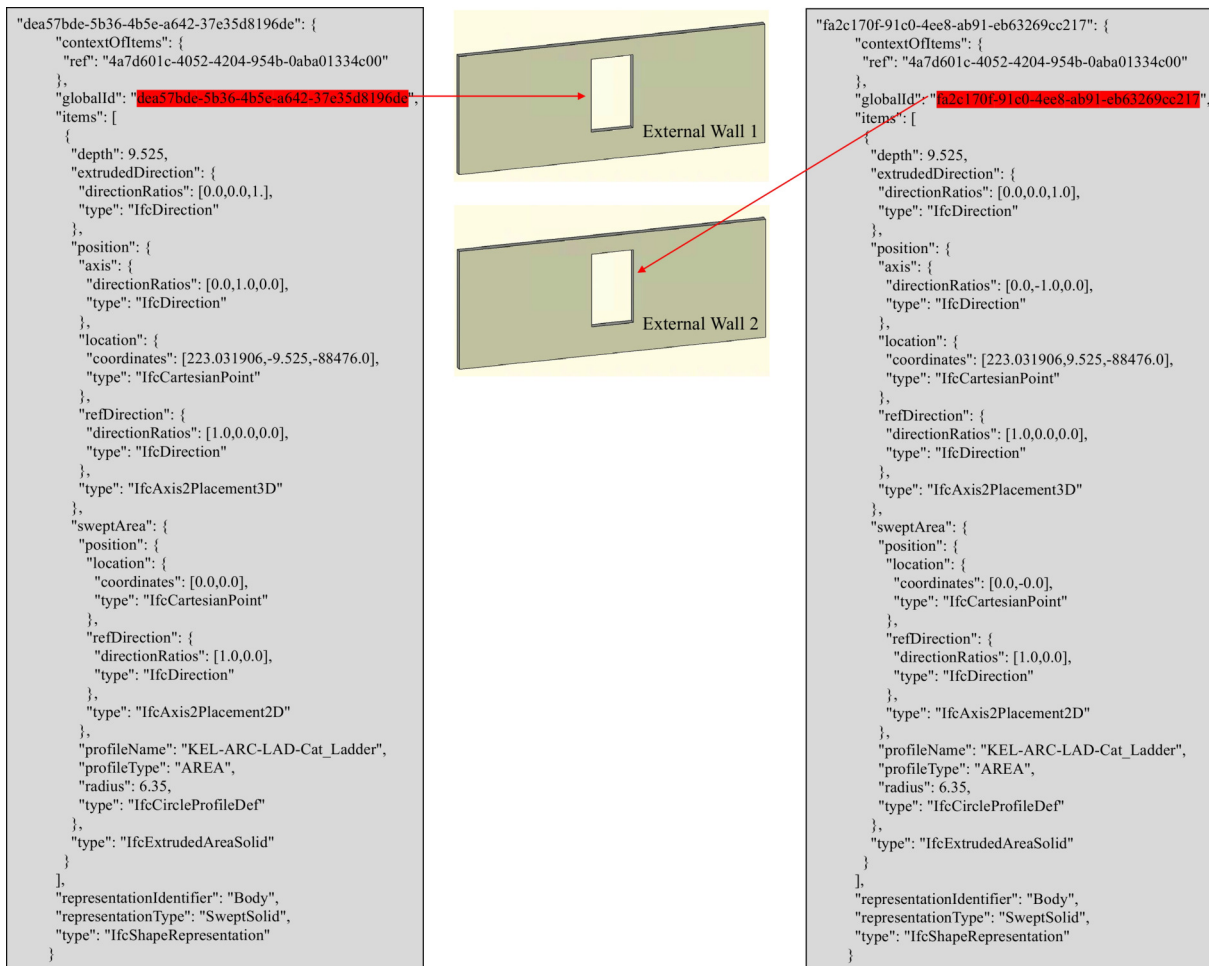 "dea57bde-5b36-4b5e-a642-37e35d8196de": {
"contextOfItems": {
"ref": "4a7d601c-4052-4204-954b-0aba01334c00"
},
"globalId": "dea57bde-5b36-4b5e-a642-37e35d8196de",
"items": [
{
"depth": 9.525,
"extrudedDirection": {
"directionRatios": [0.0,0.0,1.],
"type": "IfcDirection"
},
"position": {
"axis": {
"directionRatios": [0.0,1.0,0.0],
"type": "IfcDirection"
},
"location": {
"coordinates": [223.031906,-9.525,-88476.0],
"type": "IfcCartesianPoint"
},
"refDirection": {
"directionRatios": [1.0,0.0,0.0],
"type": "IfcDirection"
},
"type": "IfcAxis2Placement3D"
},
"sweptArea": {
"position": {
"location": {
"coordinates": [0.0,0.0],
"type": "IfcCartesianPoint"
},
"refDirection": {
"directionRatios": [1.0,0.0],
"type": "IfcDirection"
},
"type": "IfcAxis2Placement2D"
},
"profileName": "KEL-ARC-LAD-Cat_Ladder",
"profileType": "AREA",
"radius": 6.35,
"type": "IfcCircleProfileDef"
},
"type": "IfcExtrudedAreaSolid"
}
],
"representationIdentifier": "Body",
"representationType": "SweptSolid",
"type": "IfcShapeRepresentation"
}
External Wall 1
External Wall 2
"fa2c170f-91c0-4ee8-ab91-eb63269cc217": {
"contextOfItems": {
"ref": "4a7d601c-4052-4204-954b-0aba01334c00"
},
"globalId": "fa2c170f-91c0-4ee8-ab91-eb63269cc217",
"items": [
{
"depth": 9.525,
"extrudedDirection": {
"directionRatios": [0.0,0.0,1.0],
"type": "IfcDirection"
},
"position": {
"axis": {
"directionRatios": [0.0,-1.0,0.0],
"type": "IfcDirection"
},
"location": {
"coordinates": [223.031906,9.525,-88476.0],
"type": "IfcCartesianPoint"
},
"refDirection": {
"directionRatios": [1.0,0.0,0.0],
"type": "IfcDirection"
},
"type": "IfcAxis2Placement3D"
},
"sweptArea": {
"position": {
"location": {
"coordinates": [0.0,-0.0],
"type": "IfcCartesianPoint"
},
"refDirection": {
"directionRatios": [1.0,0.0],
"type": "IfcDirection"
},
"type": "IfcAxis2Placement2D"
},
"profileName": "KEL-ARC-LAD-Cat_Ladder",
"profileType": "AREA",
"radius": 6.35,
"type": "IfcCircleProfileDef"
},
"type": "IfcExtrudedAreaSolid"
}
],
"representationIdentifier": "Body",
"representationType": "SweptSolid",
"type": "IfcShapeRepresentation"
}